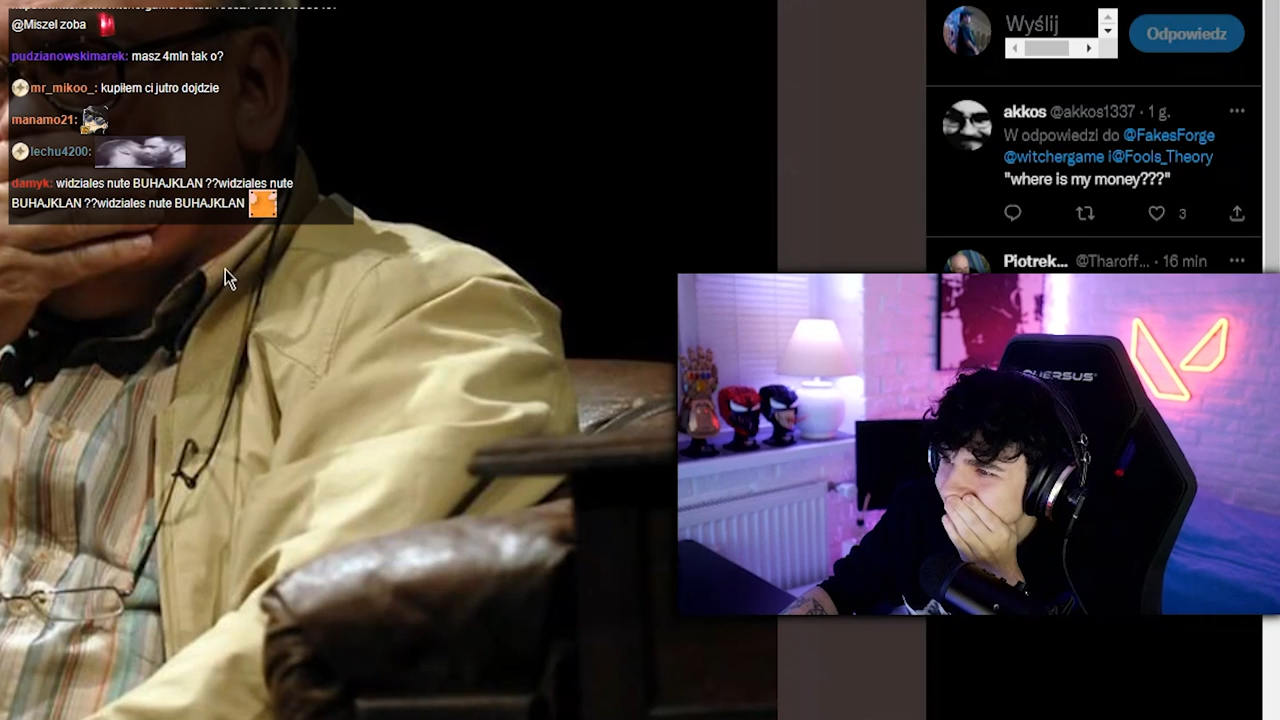 @Miszel zoba
pudzianowskimarek: masz 4mln tak o?
mr_mikoo_: kupiłem ci jutro dojdzie
manamo21:
lechu4200:
damyk: widziales nute BUHAJKLAN ??widziales nute
BUHAJKLAN ??widziales nute BUHAJKLAN
Wyślij
Odpowiedz
akkos @akkos1337 · 1 g.
W odpowiedzi do @FakesForge
@witchergame i@Fools_Theory
"where is my money???"
3
Piotrek... @Tharoff... · 16 min
QUERSUS